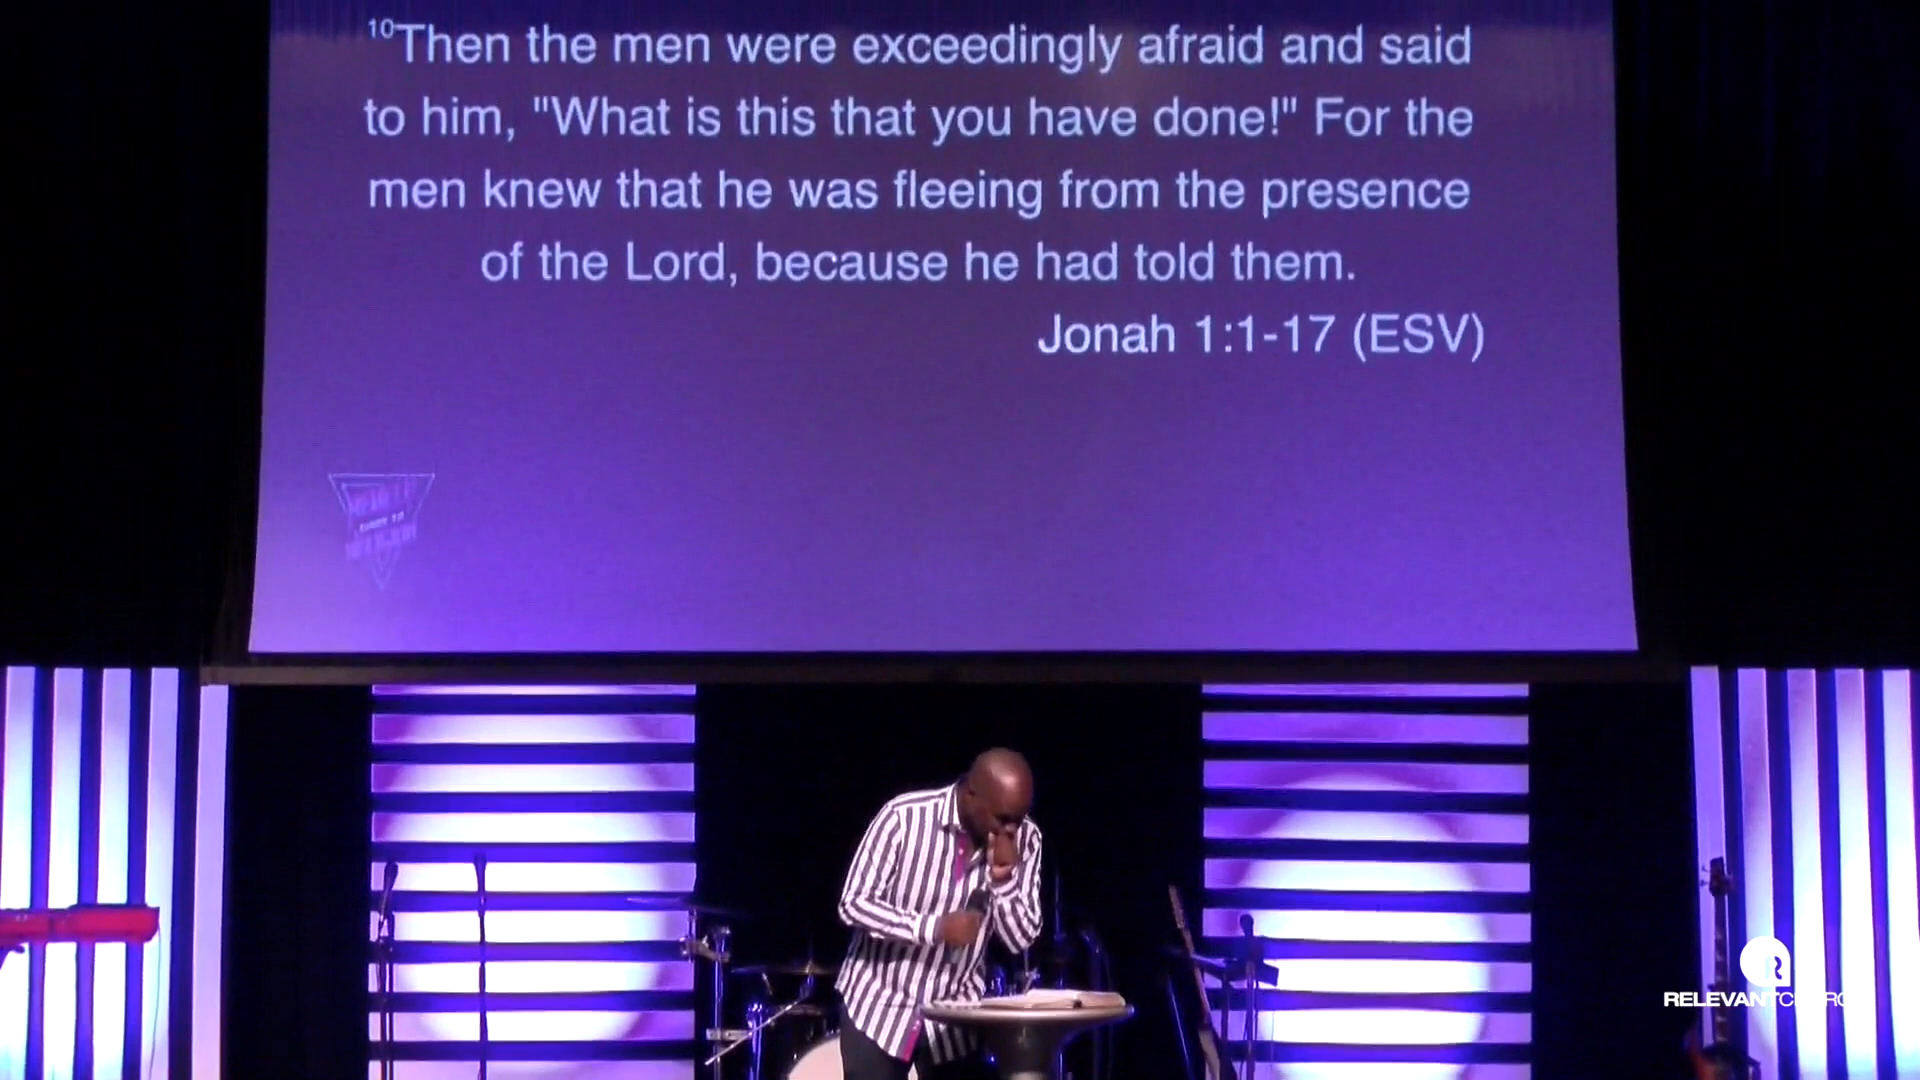 10Then the men were exceedingly afraid and said
to him, "What is this that you have done!" For the
men knew that he was fleeing from the presence
of the Lord, because he had told them.
Jonah 1:1-17 (ESV)
R
RELEVANTCHURC